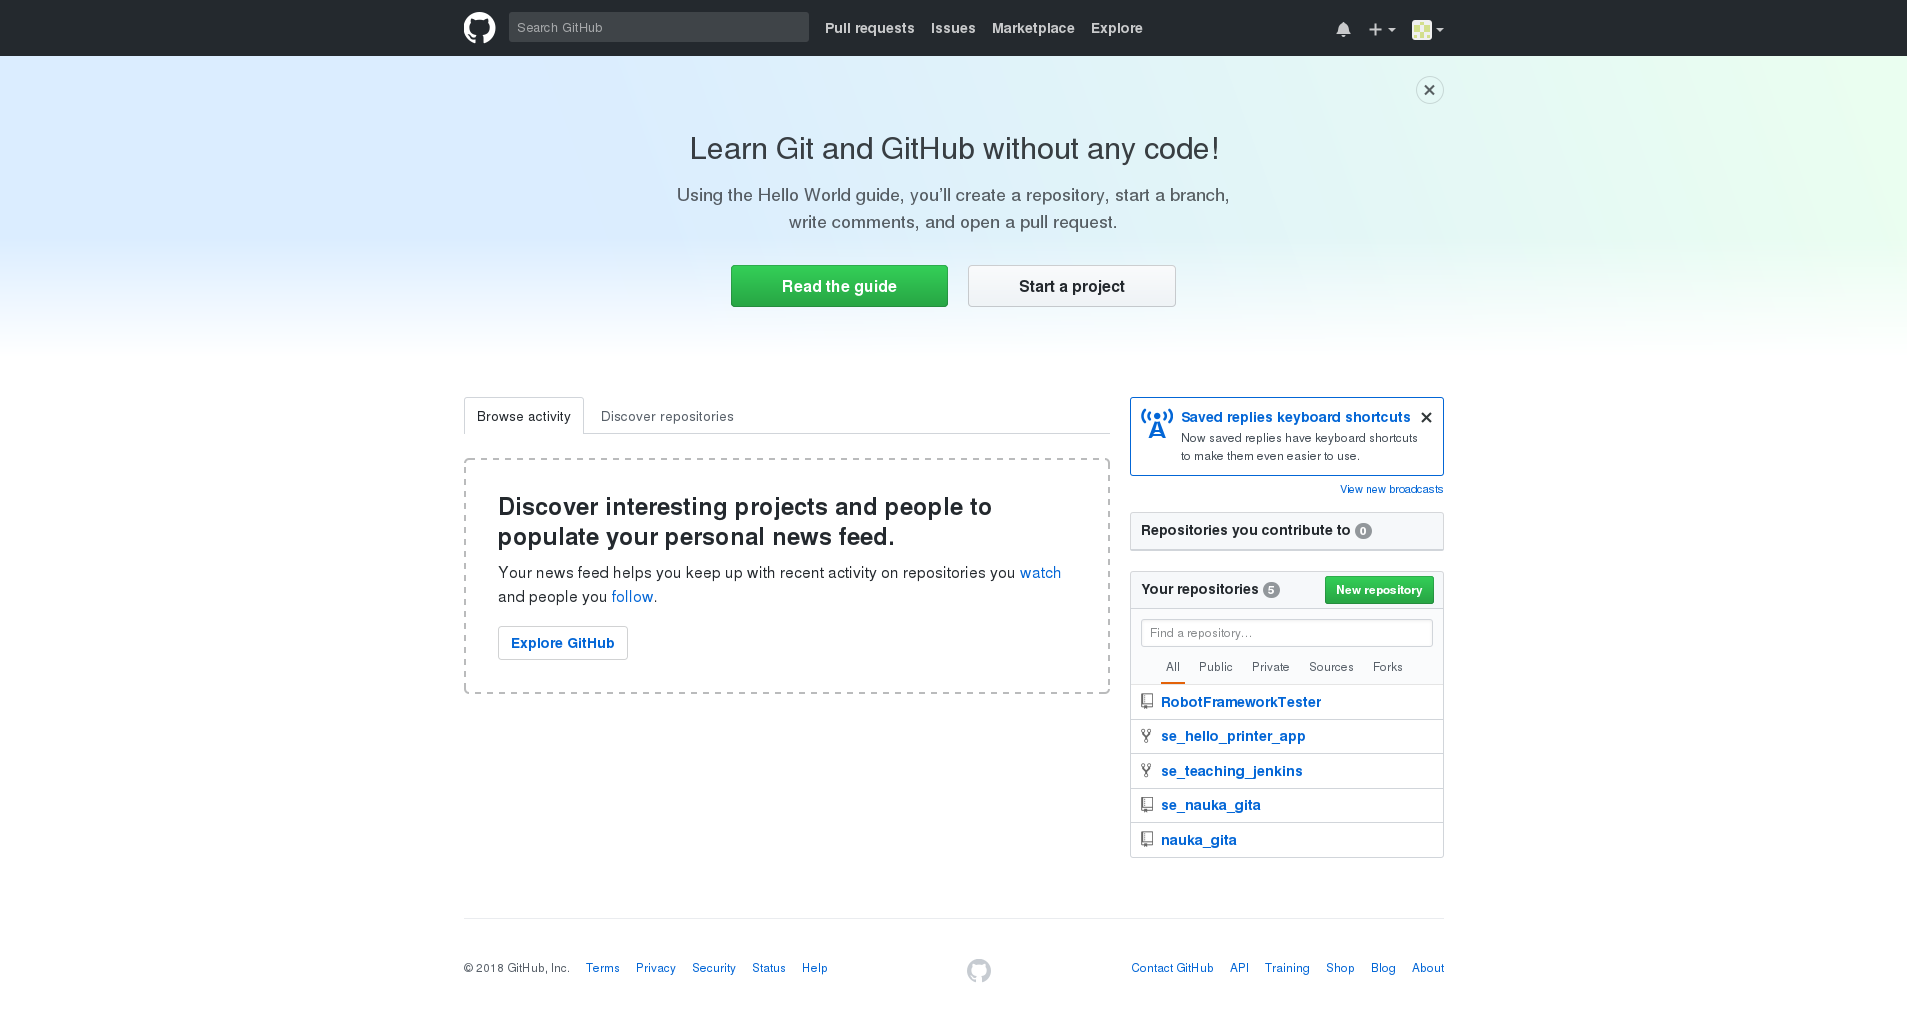 Search GitHub
Pull requests
Issues
Marketplace
Explore
Learn Git and GitHub without any code!
Using the Hello World guide, you’ll create a repository, start a branch,
write comments, and open a pull request.
Read the guide
Start a project
Browse activity
Discover repositories
Discover interesting projects and people to
populate your personal news feed.
Your news feed helps you keep up with recent activity on repositories you watch
and people you follow.
Explore GitHub
Saved replies keyboard shortcuts
Now saved replies have keyboard shortcuts
to make them even easier to use.
View new broadcasts
Repositories you contribute to 0
Your repositories 5
New repository
Find a repository…
All
Public
Private
Sources
Forks
RobotFrameworkTester
se_hello_printer_app
se_teaching_jenkins
se_nauka_gita
nauka_gita
© 2018 GitHub, Inc.
Terms
Privacy
Security
Status
Help
Contact GitHub
API
Training
Shop
Blog
About